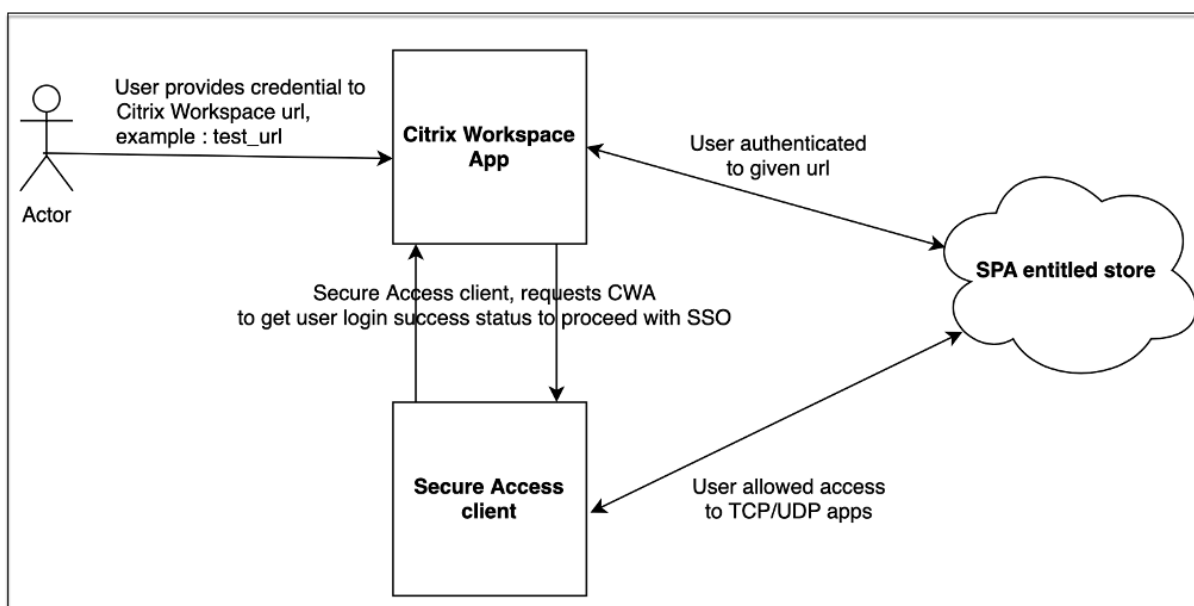 User provides credential to
Citrix Workspace url,
example : test_url
Actor
Citrix Workspace
App
User authenticated
to given url
SPA entitled store
Secure Access client, requests CWA
to get user login success status to proceed with SSO
Secure Access
client
User allowed access
to TCP/UDP apps